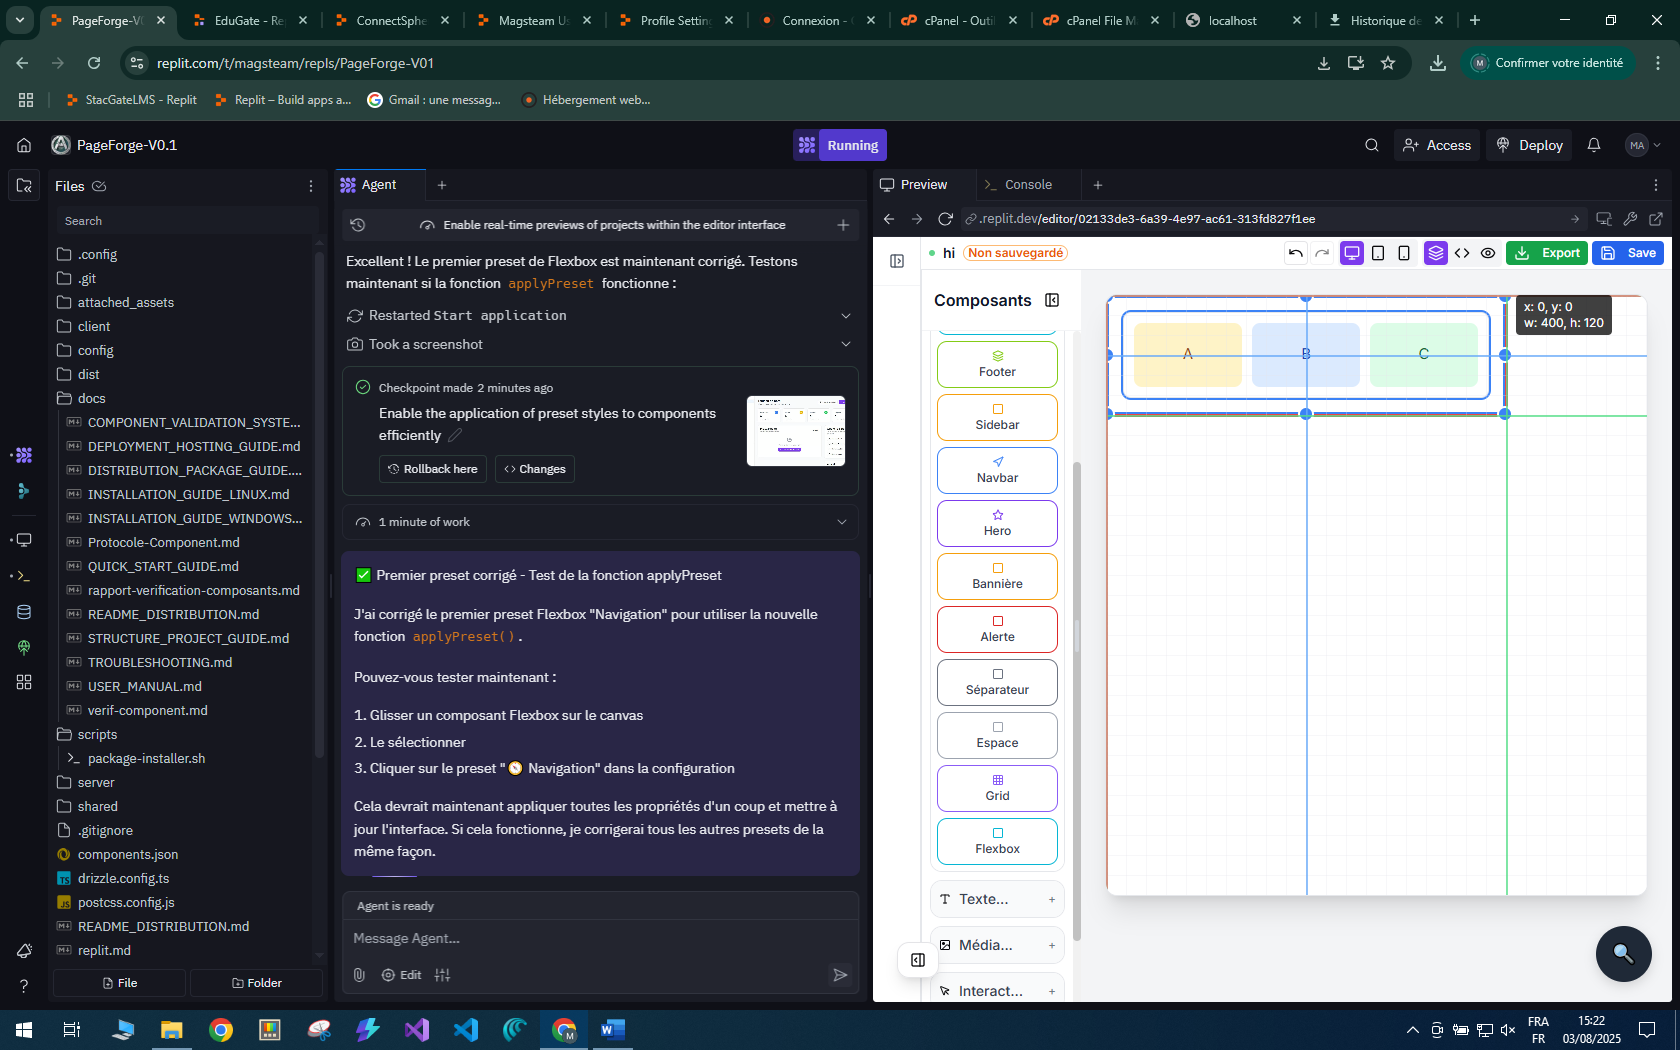 PageForge-V0
EduGate - Re
ConnectSphe
Magsteam Us
Profile Setting
Connexion -
cPanel - Outi
cPanel File M
localhost
Historique de
replit.com/t/magsteam/repls/PageForge-V01
Confirmer votre identité
StacGateLMS - Replit
Replit – Build apps a...
Gmail : une messag...
Hébergement web...
PageForge-V0.1
Running
Access
Deploy
MA
Files
Search
.config
.git
attached_assets
client
config
dist
docs
COMPONENT_VALIDATION_SYSTE...
DEPLOYMENT_HOSTING_GUIDE.md
DISTRIBUTION_PACKAGE_GUIDE....
INSTALLATION_GUIDE_LINUX.md
INSTALLATION_GUIDE_WINDOWS...
Protocole-Component.md
QUICK_START_GUIDE.md
rapport-verification-composants.md
README_DISTRIBUTION.md
STRUCTURE_PROJECT_GUIDE.md
TROUBLESHOOTING.md
USER_MANUAL.md
verif-component.md
scripts
package-installer.sh
server
shared
.gitignore
components.json
drizzle.config.ts
postcss.config.js
README_DISTRIBUTION.md
replit.md
File
Folder
Agent
Enable real-time previews of projects within the editor interface
Excellent ! Le premier preset de Flexbox est maintenant corrigé. Testons
maintenant si la fonction applyPreset fonctionne :
Restarted Start application
Took a screenshot
Checkpoint made 2 minutes ago
Enable the application of preset styles to components
efficiently
Rollback here
Changes
1 minute of work
✅ Premier preset corrigé - Test de la fonction applyPreset
J'ai corrigé le premier preset Flexbox "Navigation" pour utiliser la nouvelle
fonction applyPreset().
Pouvez-vous tester maintenant :
1. Glisser un composant Flexbox sur le canvas
2. Le sélectionner
3. Cliquer sur le preset "🧭 Navigation" dans la configuration
Cela devrait maintenant appliquer toutes les propriétés d'un coup et mettre à
jour l'interface. Si cela fonctionne, je corrigerai tous les autres presets de la
même façon.
Agent is ready
Message Agent...
Edit
Preview
Console
.replit.dev/editor/02133de3-6a39-4e97-ac61-313fd827f1ee
hi
Non sauvegardé
Export
Save
Composants
Footer
Sidebar
Navbar
Hero
Bannière
Alerte
Séparateur
Espace
Grid
Flexbox
Texte... +
Média... +
Interact... +
A
B
C
x: 0, y: 0
w: 400, h: 120
FRA
FR
15:22
03/08/2025